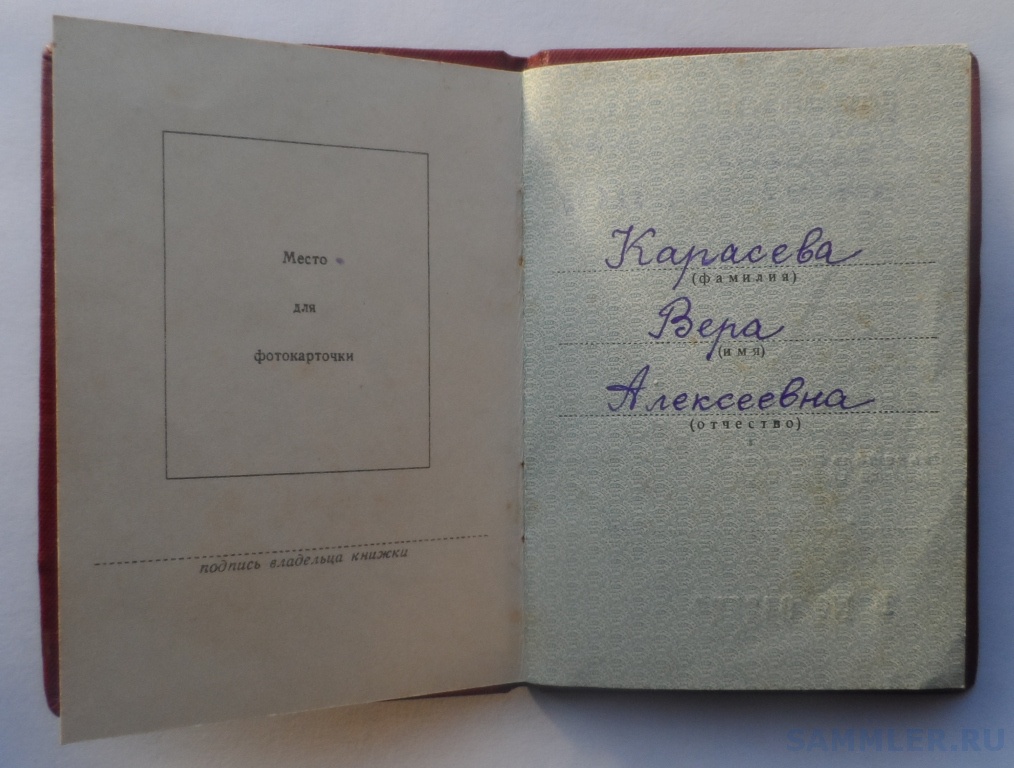 Место
для
фотокарточки
подпись владельца книжки
Карасева
(фамилия)
Вера
(имя)
Алексеевна
(отчество)
SAMMLER.RU